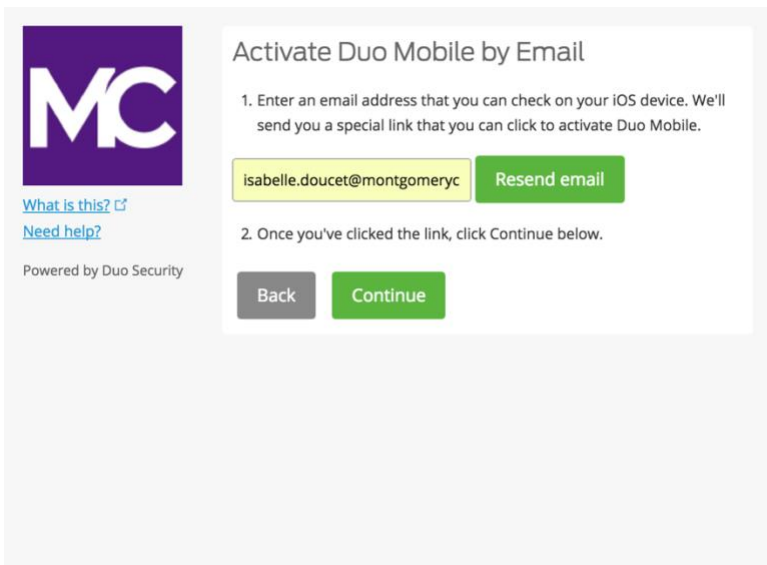 MC
What is this?
Need help?
Powered by Duo Security
Activate Duo Mobile by Email
1. Enter an email address that you can check on your iOS device. We'll
send you a special link that you can click to activate Duo Mobile.
isabelle.doucet@montgomeryc
Resend email
2. Once you've clicked the link, click Continue below.
Back
Continue